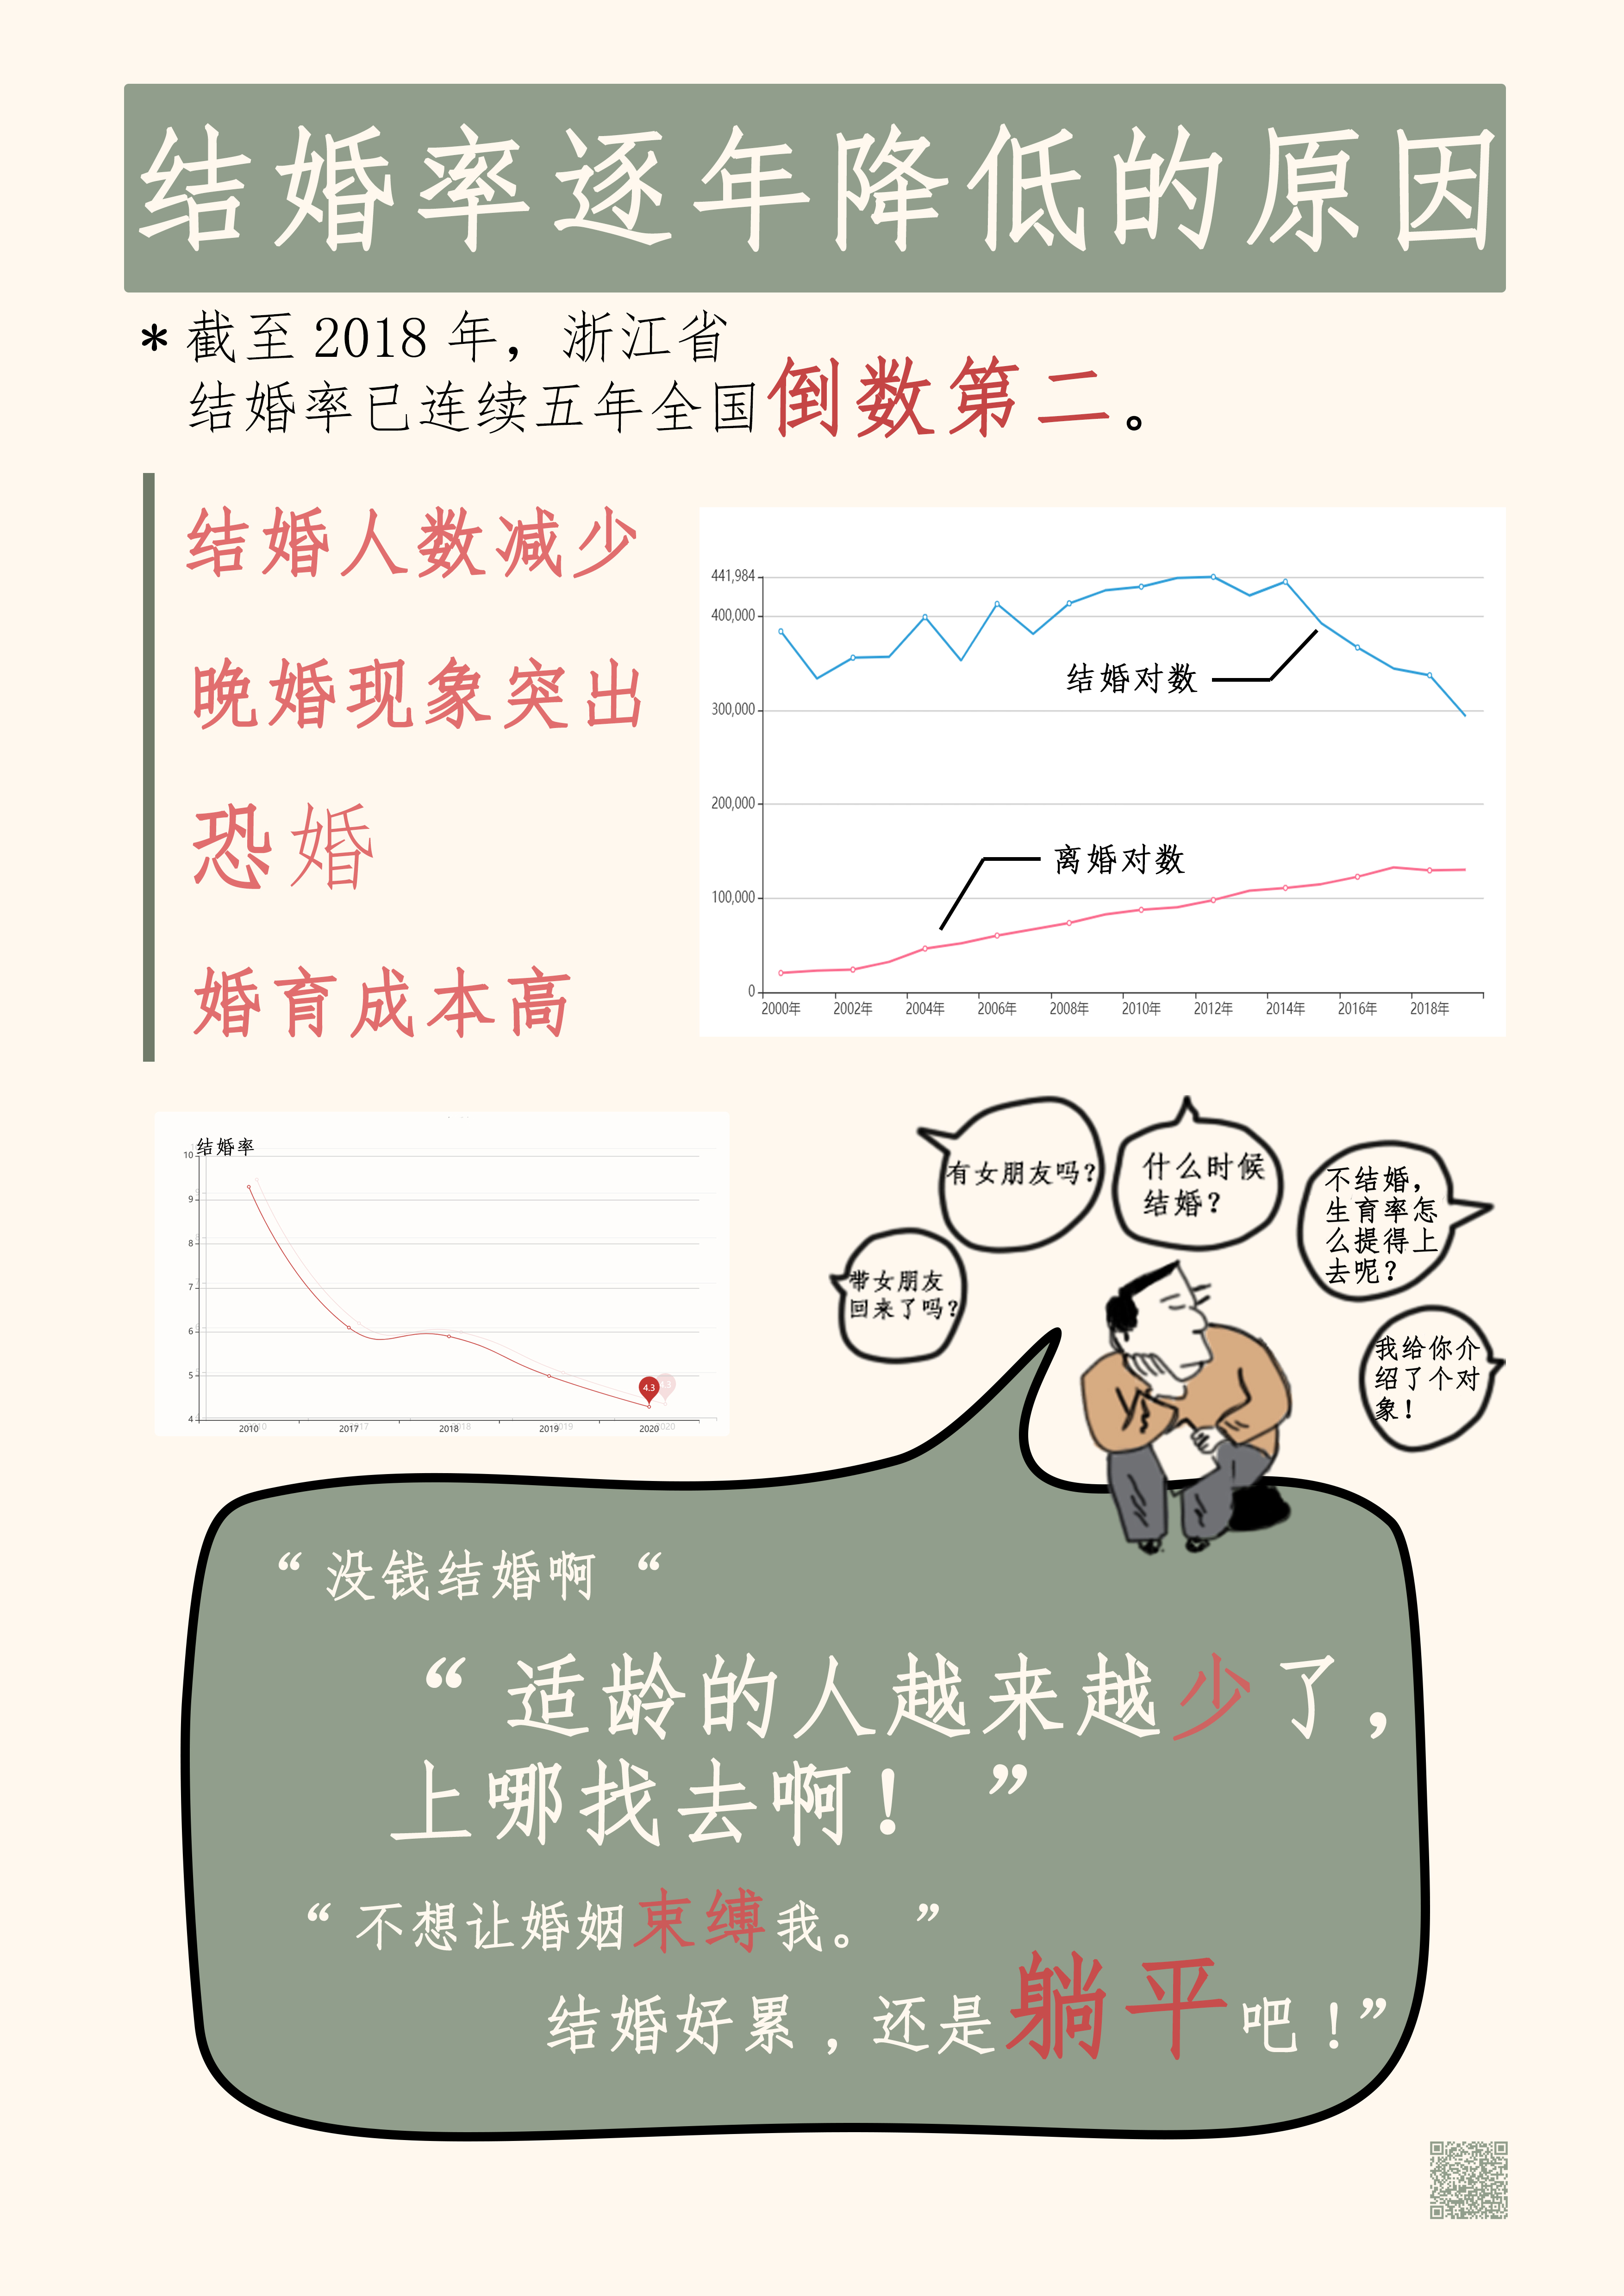 结婚率逐年降低的原因
*截至 2018 年，浙江省
结婚率已连续五年全国倒数第二。
结婚人数减少
晚婚现象突出
恐婚
婚育成本高
441,984
400,000
300,000
200,000
100,000
0
结婚对数
离婚对数
2000年 2002年 2004年 2006年 2008年 2010年 2012年 2014年 2016年 2018年
结婚率
10
9
8
7
6
5
4
4.3
2010 2017 2018 2019 2020
有女朋友吗？
什么时候
结婚？
不结婚，
生育率怎
么提得上
去呢？
带女朋友
回来了吗？
我给你介
绍了个对
象！
“ 没钱结婚啊 “
“ 适龄的人越来越少了，
上哪找去啊！ ”
“ 不想让婚姻束缚我。 ”
结婚好累，还是躺平吧！”